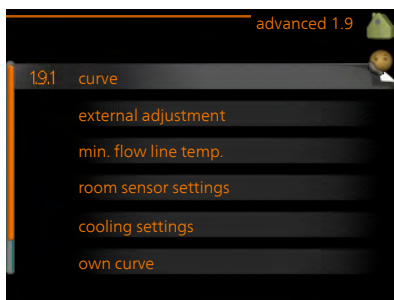 advanced 1.9
1.9.1 curve
external adjustment
min. flow line temp.
room sensor settings
cooling settings
own curve